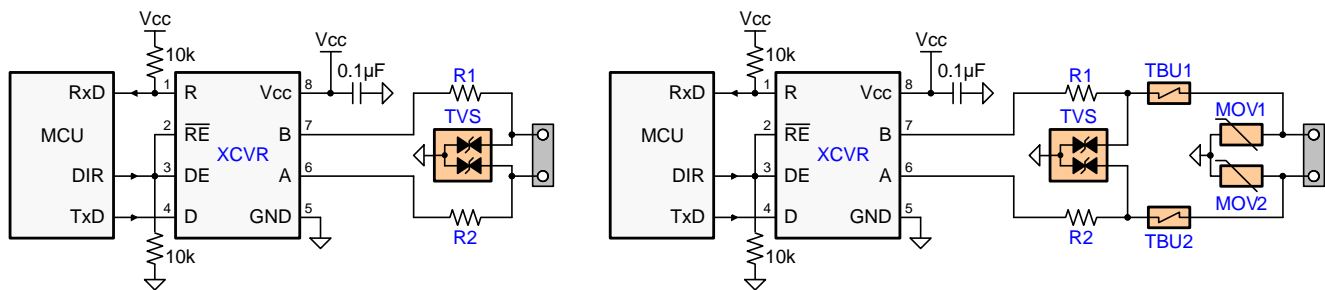 Vcc
10k
Vcc
0.1µF
RxD
MCU
DIR
TxD
1
2
3
4
R
RE
DE
D
XCVR
Vcc
B
A
GND
8
7
6
5
R1
TVS
R2
10k
Vcc
10k
Vcc
0.1µF
RxD
MCU
DIR
TxD
1
2
3
4
R
RE
DE
D
XCVR
Vcc
B
A
GND
8
7
6
5
R1
TVS
R2
TBU1
MOV1
MOV2
TBU2
10k